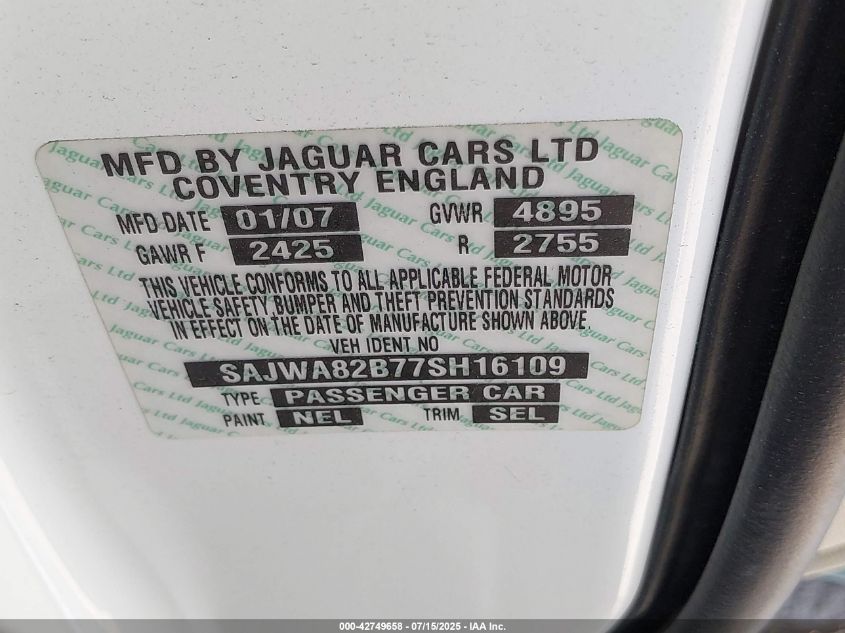 MFD BY JAGUAR CARS LTD
COVENTRY ENGLAND
MFD DATE 01/07 GVWR 4895
GAWR F 2425 R 2755
THIS VEHICLE CONFORMS TO ALL APPLICABLE FEDERAL MOTOR
VEHICLE SAFETY BUMPER AND THEFT PREVENTION STANDARDS
IN EFFECT ON THE DATE OF MANUFACTURE SHOWN ABOVE.
VEH IDENT NO
SAJWA82B77SH16109
TYPE PASSENGER CAR
PAINT NEL TRIM SEL
000-42749658 - 07/15/2025 - IAA Inc.